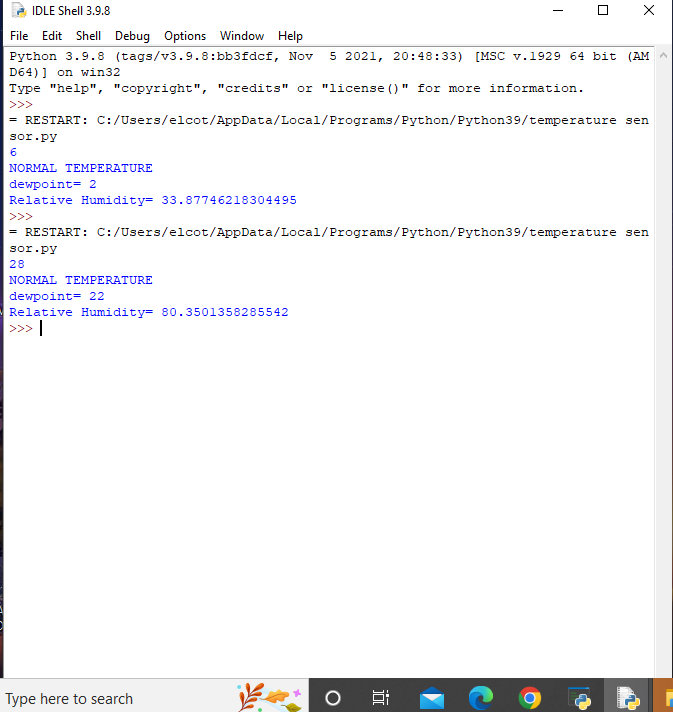 IDLE Shell 3.9.8
File Edit Shell Debug Options Window Help
Python 3.9.8 (tags/v3.9.8:bb3fdcf, Nov  5 2021, 20:48:33) [MSC v.1929 64 bit (AM
D64)] on win32
Type "help", "copyright", "credits" or "license()" for more information.
>>>
= RESTART: C:/Users/elcot/AppData/Local/Programs/Python/Python39/temperature sen
sor.py
6
NORMAL TEMPERATURE
dewpoint= 2
Relative Humidity= 33.87746218304495
>>>
= RESTART: C:/Users/elcot/AppData/Local/Programs/Python/Python39/temperature sen
sor.py
28
NORMAL TEMPERATURE
dewpoint= 22
Relative Humidity= 80.3501358285542
>>>
Type here to search